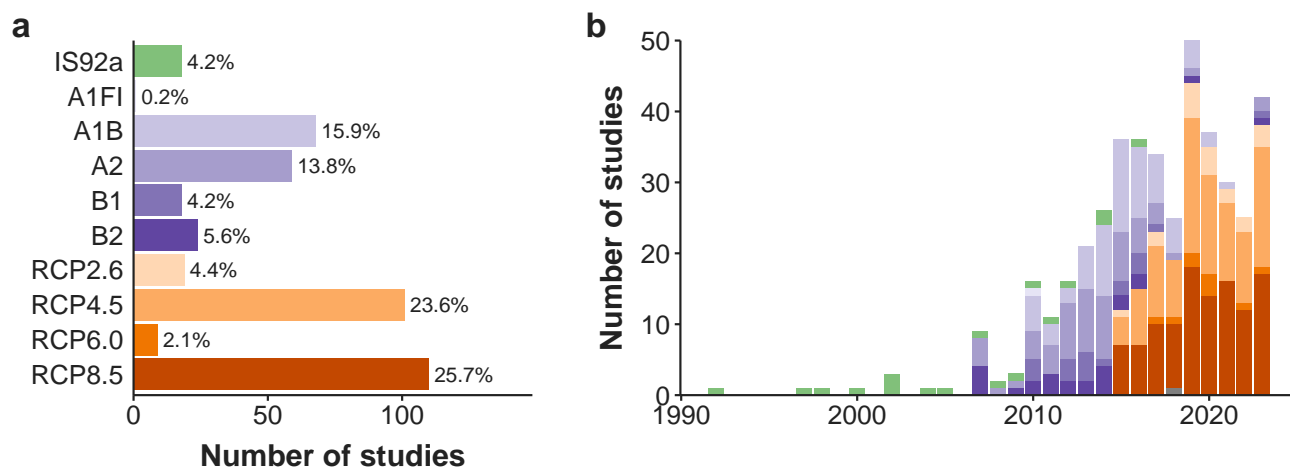 a
IS92a 4.2%
A1FI 0.2%
A1B 15.9%
A2 13.8%
B1 4.2%
B2 5.6%
RCP2.6 4.4%
RCP4.5 23.6%
RCP6.0 2.1%
RCP8.5 25.7%
0 50 100
Number of studies
b
Number of studies
50
40
30
20
10
0
1990 2000 2010 2020